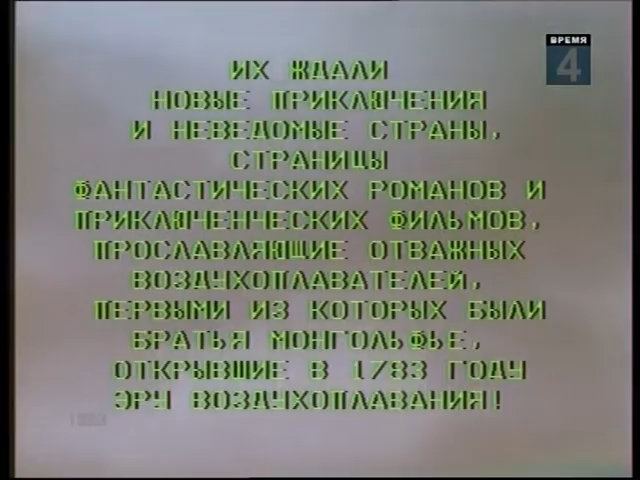 ВРЕМЯ
4
ИХ ЖДАЛИ
НОВЫЕ ПРИКЛЮЧЕНИЯ
И НЕВЕДОМЫЕ СТРАНЫ,
СТРАНИЦЫ
ФАНТАСТИЧЕСКИХ РОМАНОВ И
ПРИКЛЮЧЕНЧЕСКИХ ФИЛЬМОВ,
ПРОСЛАВЛЯЮЩИЕ ОТВАЖНЫХ
ВОЗДУХОПЛАВАТЕЛЕЙ,
ПЕРВЫМИ ИЗ КОТОРЫХ БЫЛИ
БРАТЬЯ МОНГОЛЬФЬЕ,
ОТКРЫВШИЕ В 1783 ГОДУ
ЭРУ ВОЗДУХОПЛАВАНИЯ!